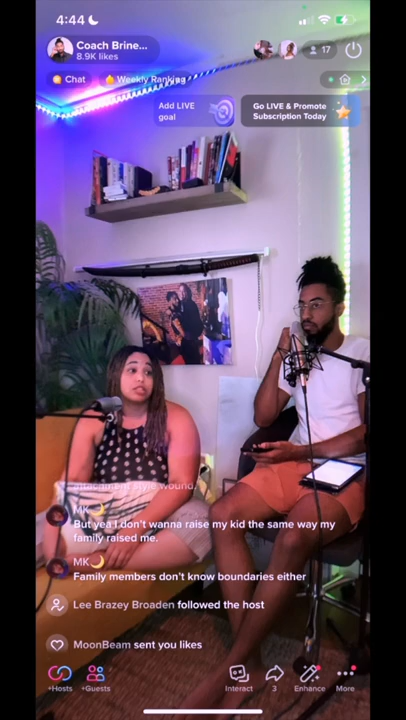 4:44
Coach Brine...
8.9K likes
17
Chat
Weekly Ranking
Add LIVE
goal
Go LIVE & Promote
Subscription Today
attachment style wound.
MK🌙
But yea I don't wanna raise my kid the same way my
family raised me.
MK🌙
Family members don't know boundaries either
Lee Brazey Broaden followed the host
MoonBeam sent you likes
+Hosts
+Guests
Interact
3
Enhance
More